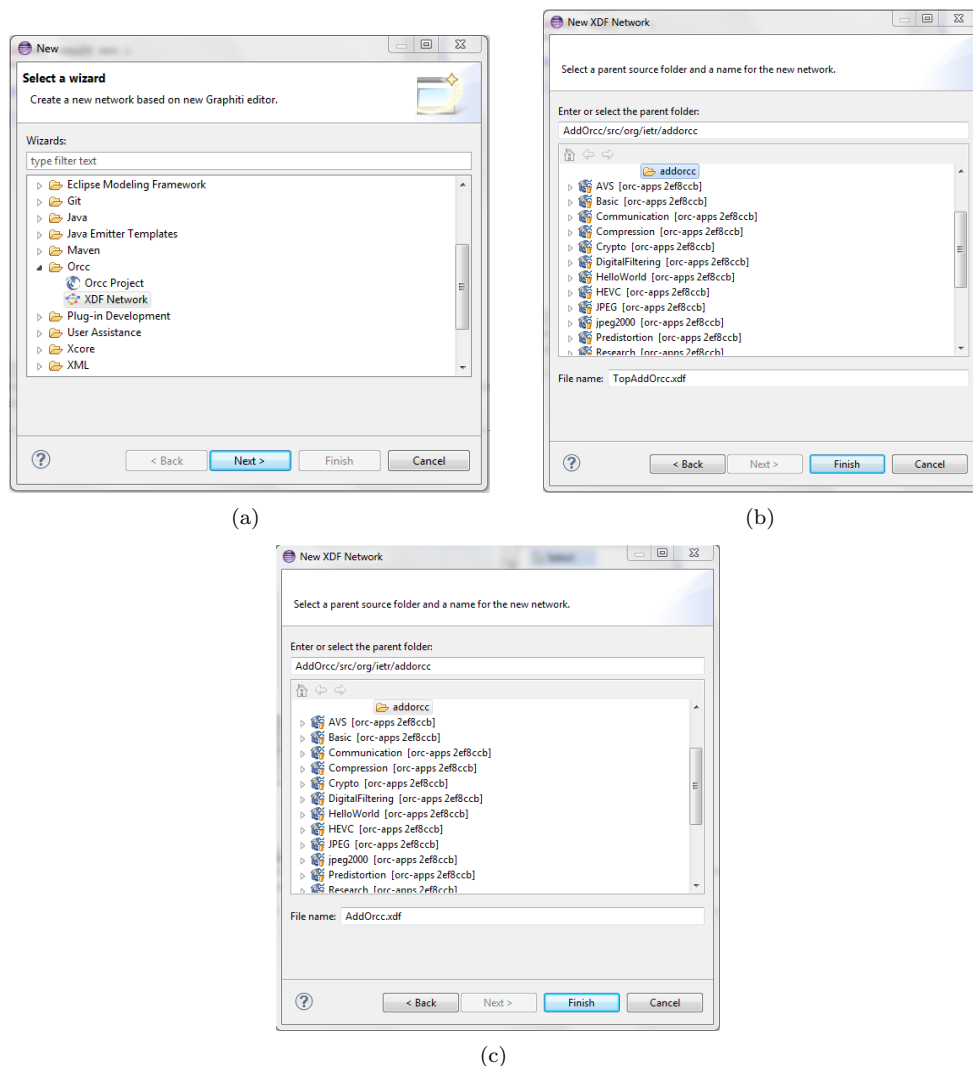 New
Select a wizard
Create a new network based on new Graphiti editor.
Wizards:
type filter text
Eclipse Modeling Framework
Git
Java
Java Emitter Templates
Maven
Orcc
Orcc Project
XDF Network
Plug-in Development
User Assistance
Xcore
XML
< Back Next > Finish Cancel
(a)
New XDF Network
Select a parent source folder and a name for the new network.
Enter or select the parent folder:
AddOrcc/src/org/ietr/addorcc
addorcc
AVS [orc-apps 2ef8ccb]
Basic [orc-apps 2ef8ccb]
Communication [orc-apps 2ef8ccb]
Compression [orc-apps 2ef8ccb]
Crypto [orc-apps 2ef8ccb]
DigitalFiltering [orc-apps 2ef8ccb]
HelloWorld [orc-apps 2ef8ccb]
HEVC [orc-apps 2ef8ccb]
JPEG [orc-apps 2ef8ccb]
jpeg2000 [orc-apps 2ef8ccb]
Predistortion [orc-apps 2ef8ccb]
Research [orc-apps 2ef8ccb]
File name: TopAddOrcc.xdf
< Back Next > Finish Cancel
(b)
New XDF Network
Select a parent source folder and a name for the new network.
Enter or select the parent folder:
AddOrcc/src/org/ietr/addorcc
addorcc
AVS [orc-apps 2ef8ccb]
Basic [orc-apps 2ef8ccb]
Communication [orc-apps 2ef8ccb]
Compression [orc-apps 2ef8ccb]
Crypto [orc-apps 2ef8ccb]
DigitalFiltering [orc-apps 2ef8ccb]
HelloWorld [orc-apps 2ef8ccb]
HEVC [orc-apps 2ef8ccb]
JPEG [orc-apps 2ef8ccb]
jpeg2000 [orc-apps 2ef8ccb]
Predistortion [orc-apps 2ef8ccb]
Research [orc-apps 2ef8ccb]
File name: AddOrcc.xdf
< Back Next > Finish Cancel
(c)